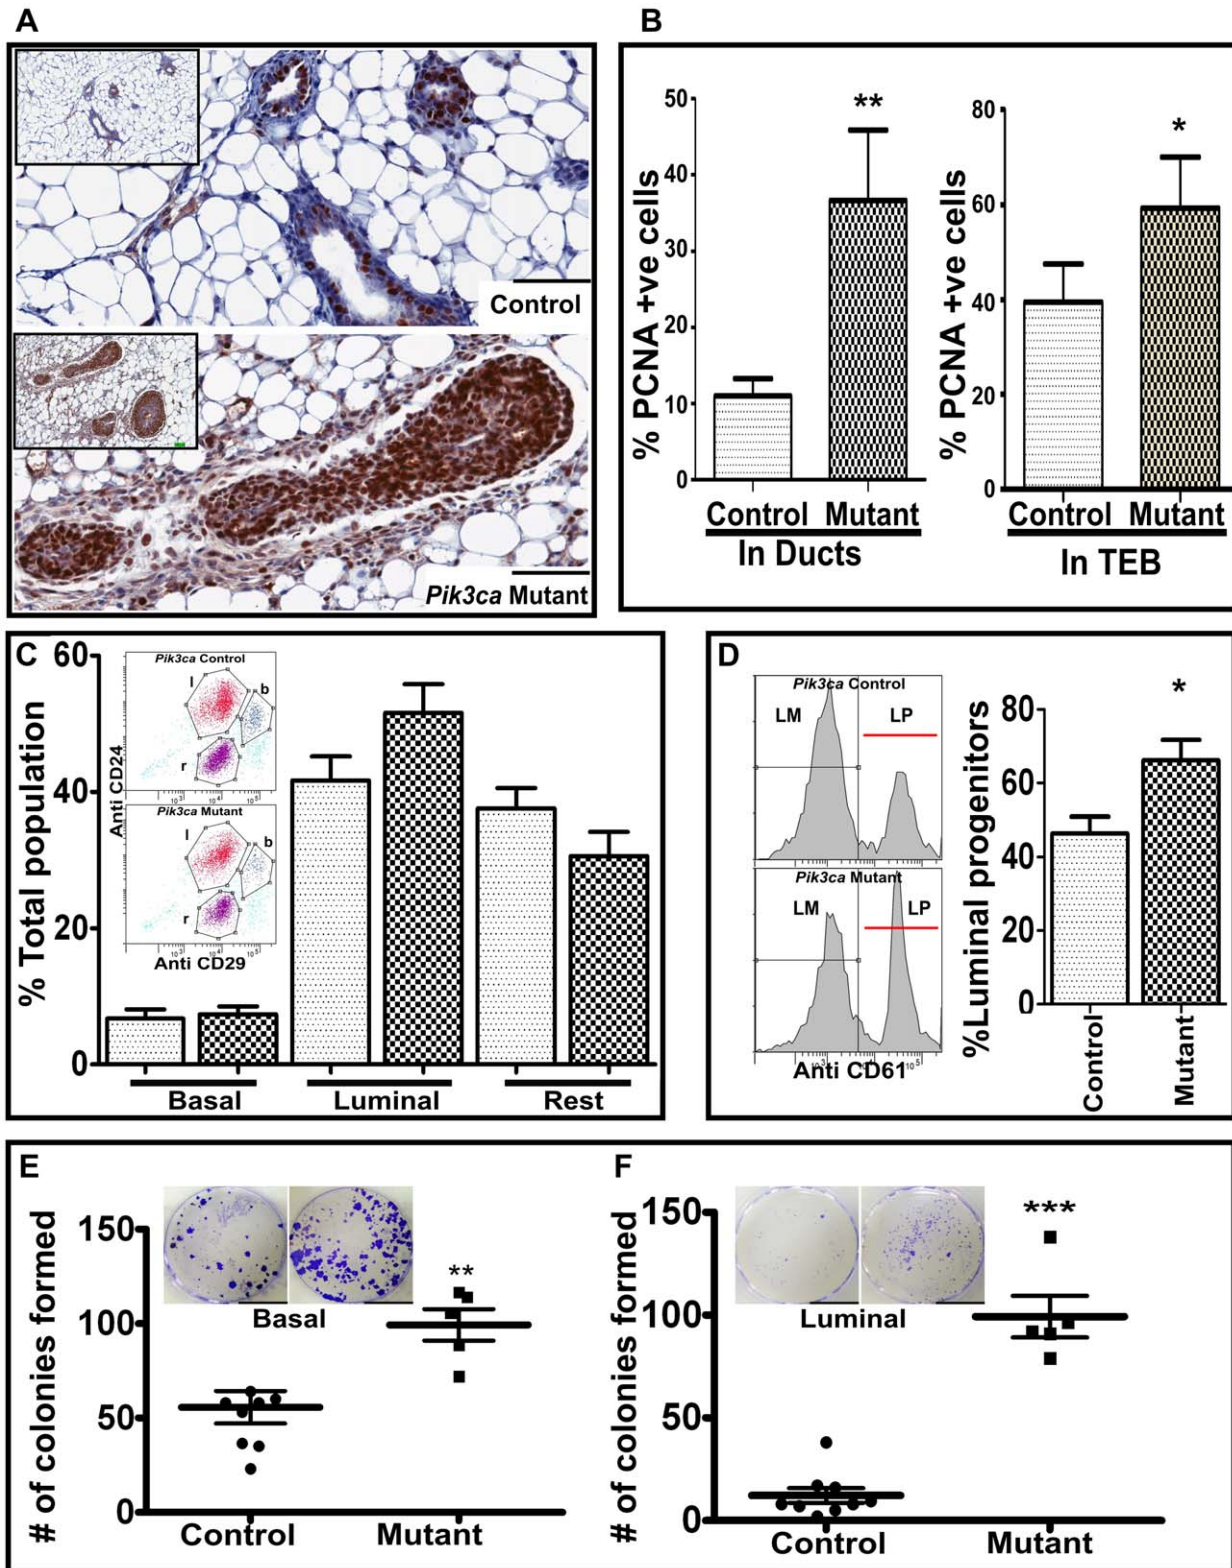 A
Control
Pik3ca Mutant
B
% PCNA +ve cells
50
40
30
20
10
0
**
Control Mutant
In Ducts
% PCNA +ve cells
80
60
40
20
0
*
Control Mutant
In TEB
C
% Total population
60
40
20
0
Pik3ca Control
l
b
r
Anti CD24
Pik3ca Mutant
l
b
r
Anti CD29
Basal
Luminal
Rest
D
Pik3ca Control
LM
LP
Pik3ca Mutant
LM
LP
Anti CD61
%Luminal progenitors
80
60
40
20
0
*
Control
Mutant
E
# of colonies formed
150
100
50
0
Basal
**
Control
Mutant
F
# of colonies formed
150
100
50
0
Luminal
***
Control
Mutant